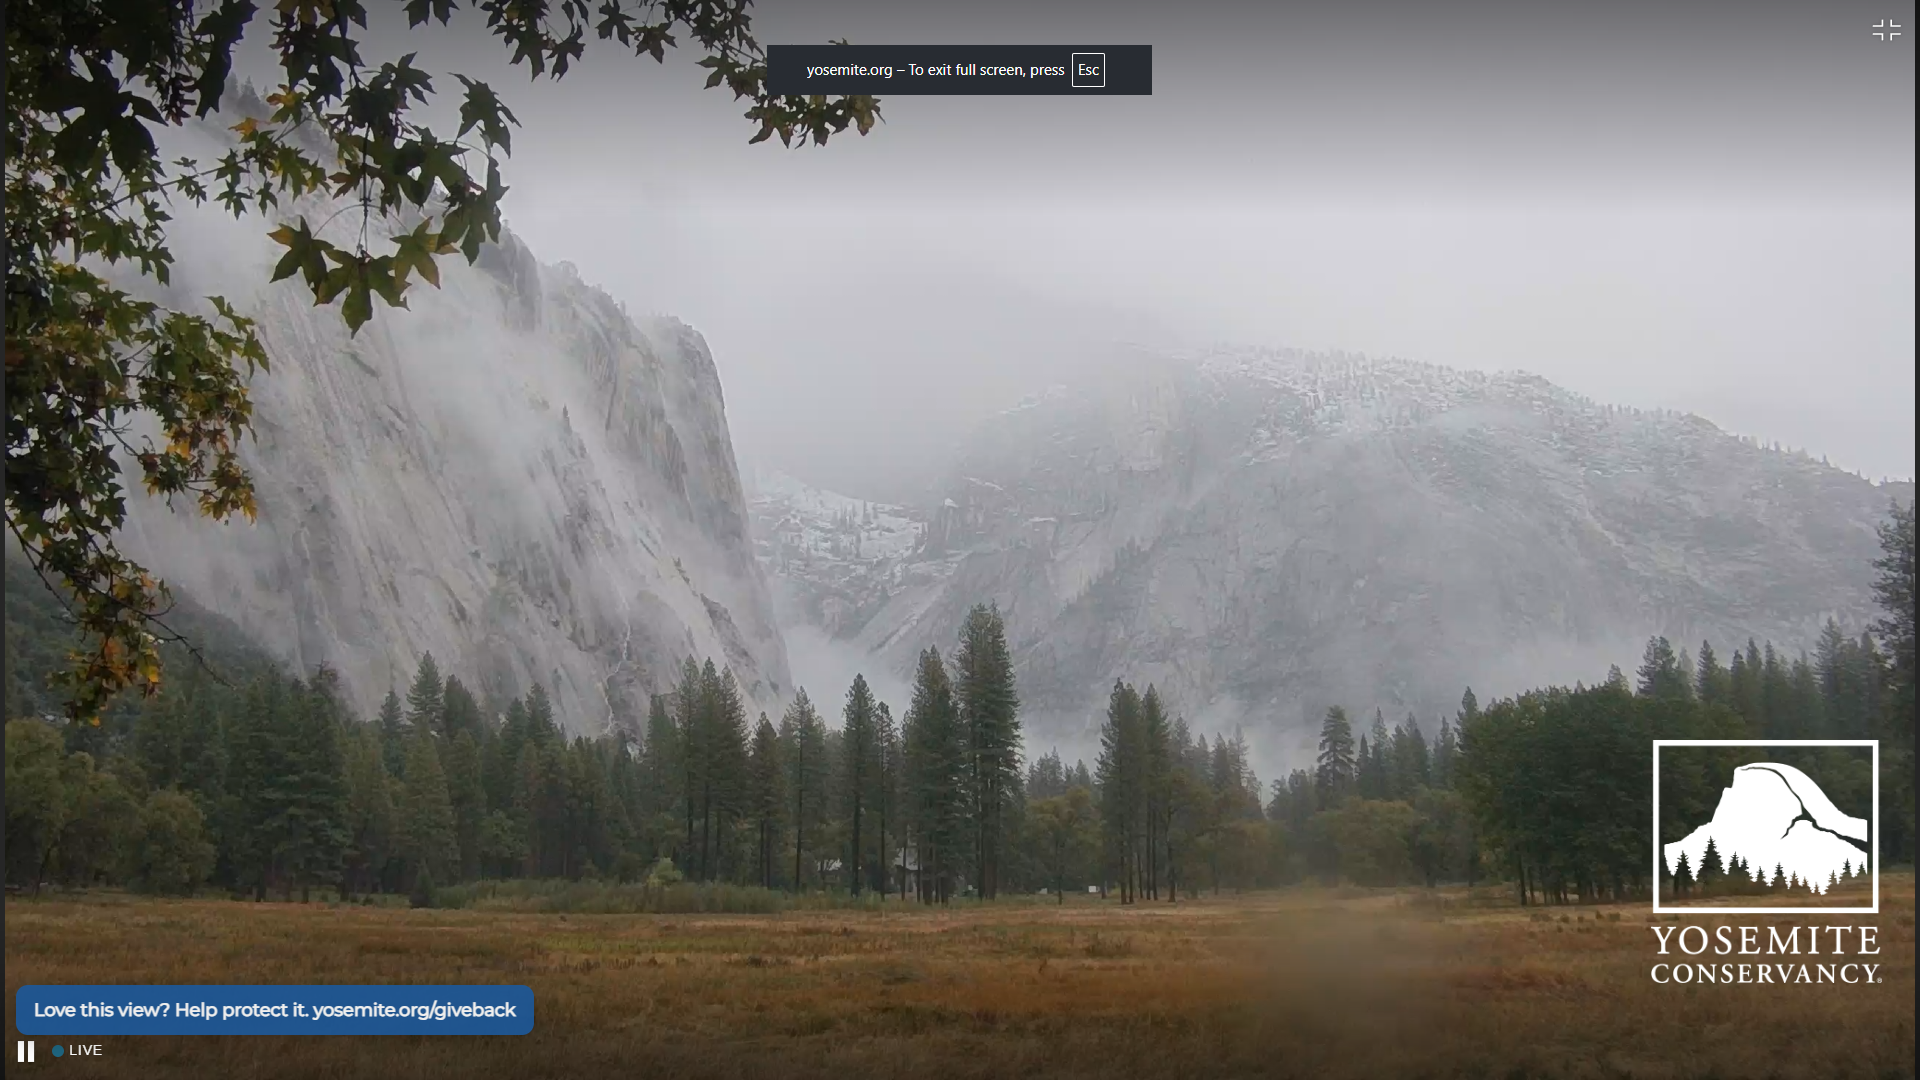 yosemite.org – To exit full screen, press Esc
YOSEMITE
CONSERVANCY®
Love this view? Help protect it. yosemite.org/giveback
LIVE